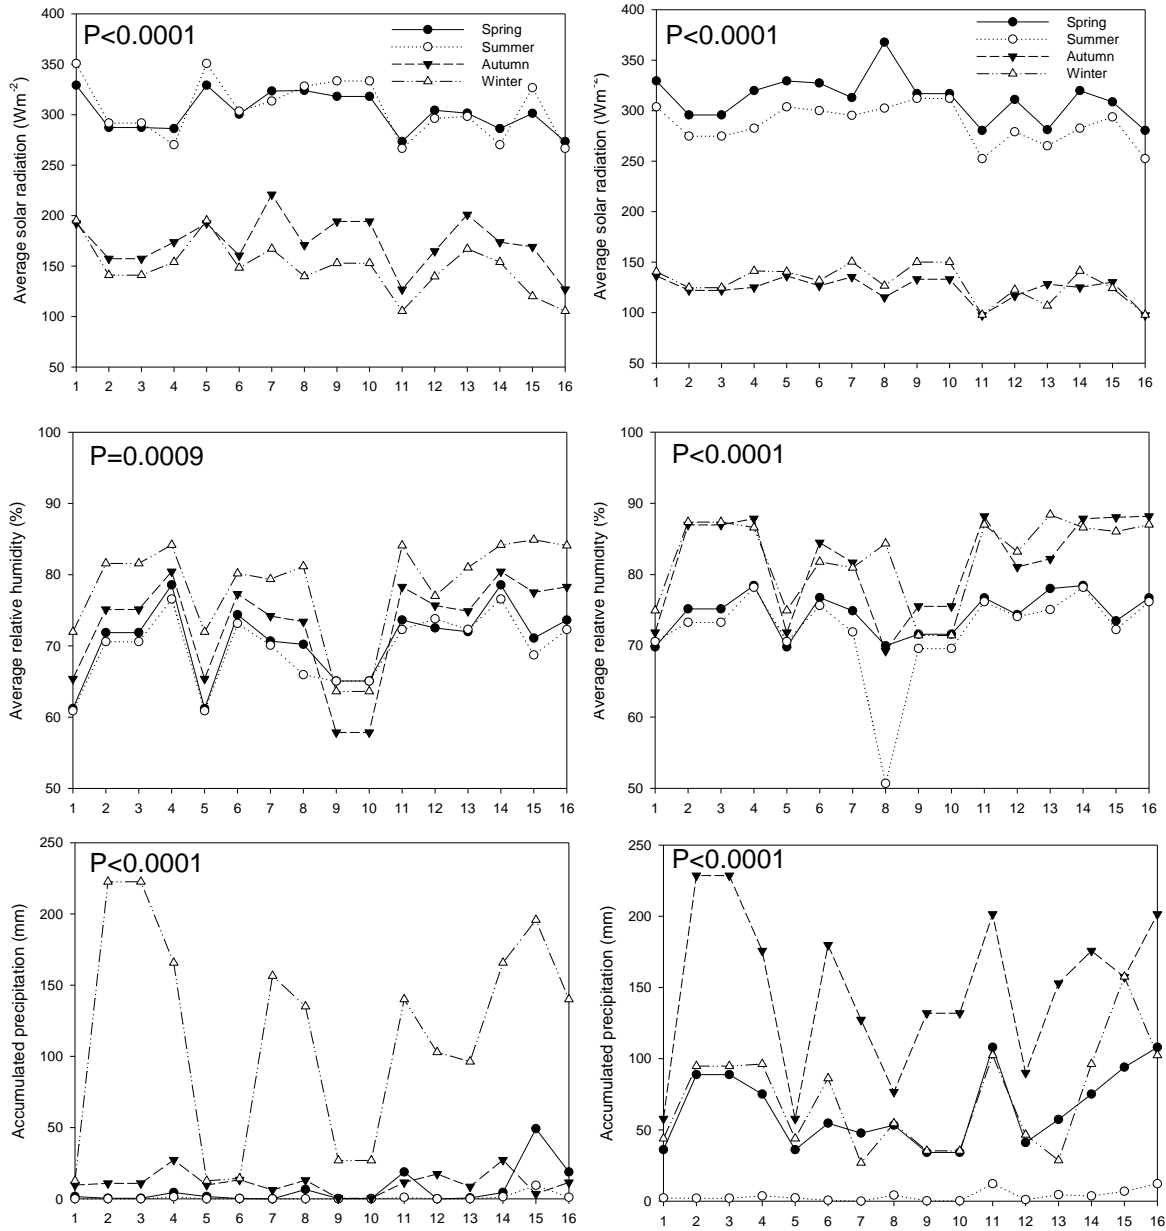 400
350
300
250
200
150
100
50
Average solar radiation (Wm-2)
P<0.0001
Spring
Summer
Autumn
Winter
1 2 3 4 5 6 7 8 9 10 11 12 13 14 15 16
400
350
300
250
200
150
100
50
Average solar radiation (Wm-2)
P<0.0001
Spring
Summer
Autumn
Winter
1 2 3 4 5 6 7 8 9 10 11 12 13 14 15 16
100
90
80
70
60
50
Average relative humidity (%)
P=0.0009
1 2 3 4 5 6 7 8 9 10 11 12 13 14 15 16
100
90
80
70
60
50
Average relative humidity (%)
P<0.0001
1 2 3 4 5 6 7 8 9 10 11 12 13 14 15 16
250
200
150
100
50
0
Accumulated precipitation (mm)
P<0.0001
1 2 3 4 5 6 7 8 9 10 11 12 13 14 15 16
250
200
150
100
50
0
Accumulated precipitation (mm)
P<0.0001
1 2 3 4 5 6 7 8 9 10 11 12 13 14 15 16